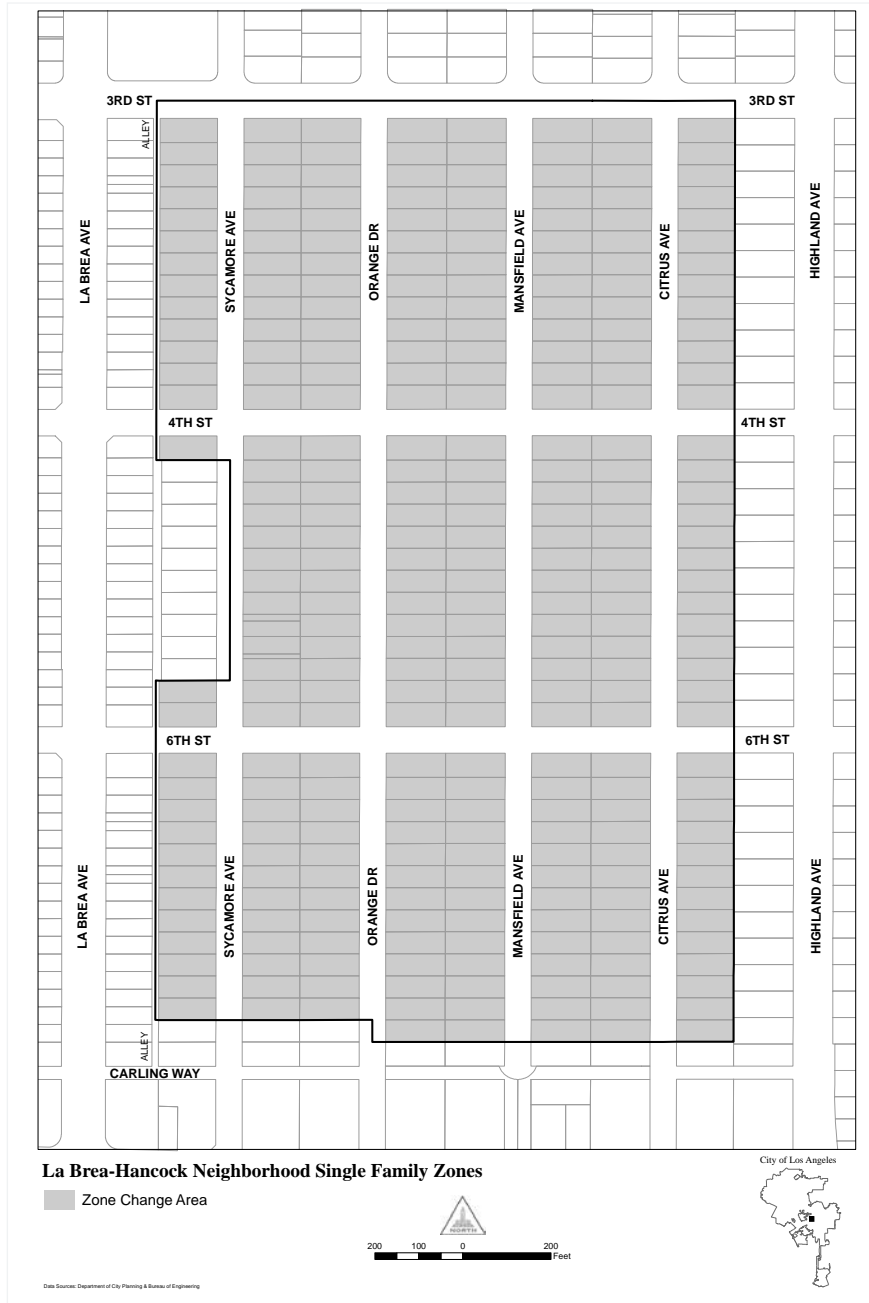 3RD ST
3RD ST
ALLEY
LA BREA AVE
SYCAMORE AVE
ORANGE DR
MANSFIELD AVE
CITRUS AVE
HIGHLAND AVE
4TH ST
4TH ST
6TH ST
6TH ST
LA BREA AVE
SYCAMORE AVE
ORANGE DR
MANSFIELD AVE
CITRUS AVE
HIGHLAND AVE
ALLEY
CARLING WAY
La Brea-Hancock Neighborhood Single Family Zones
Zone Change Area
City of Los Angeles
NORTH
200 100 0 200
Feet
Data Sources: Department of City Planning & Bureau of Engineering